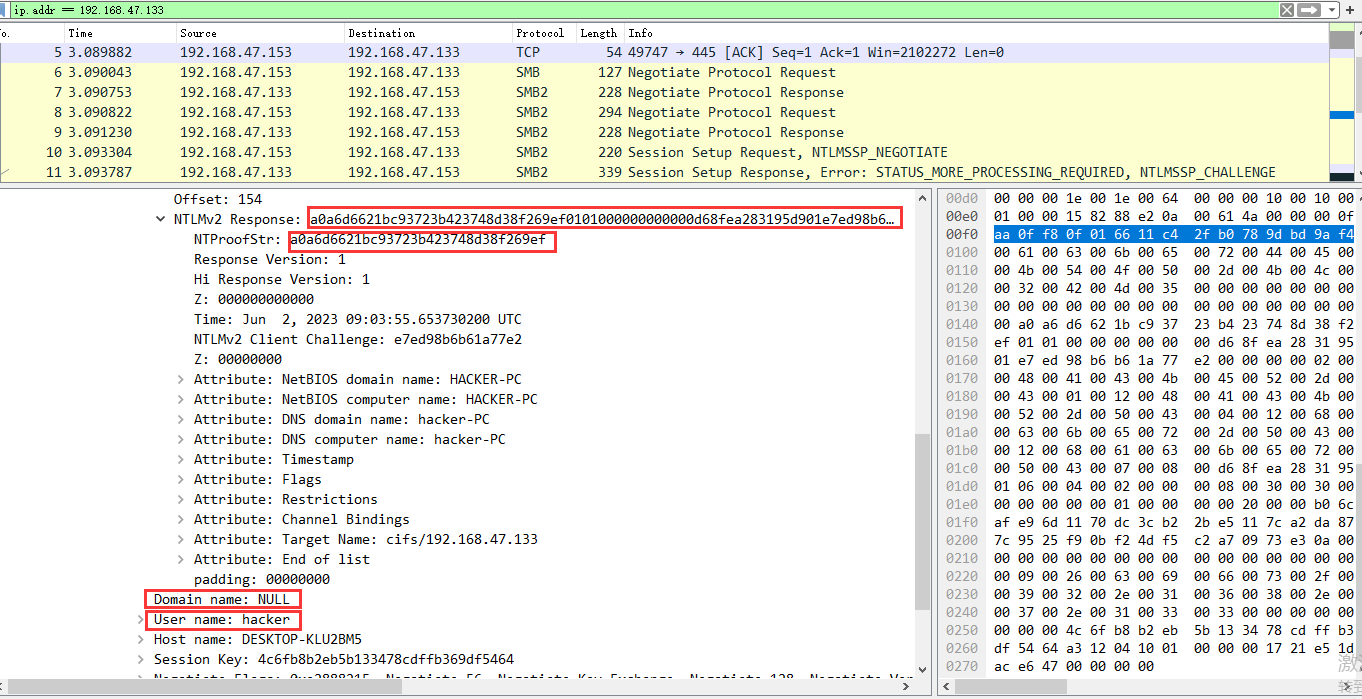 ip.addr == 192.168.47.133
Time Source Destination Protocol Length Info
5 3.089882 192.168.47.153 192.168.47.133 TCP 54 49747 → 445 [ACK] Seq=1 Ack=1 Win=2102272 Len=0
6 3.090043 192.168.47.153 192.168.47.133 SMB 127 Negotiate Protocol Request
7 3.090753 192.168.47.133 192.168.47.153 SMB2 228 Negotiate Protocol Response
8 3.090822 192.168.47.153 192.168.47.133 SMB2 294 Negotiate Protocol Request
9 3.091230 192.168.47.133 192.168.47.153 SMB2 228 Negotiate Protocol Response
10 3.093304 192.168.47.153 192.168.47.133 SMB2 220 Session Setup Request, NTLMSSP_NEGOTIATE
11 3.093787 192.168.47.133 192.168.47.153 SMB2 339 Session Setup Response, Error: STATUS_MORE_PROCESSING_REQUIRED, NTLMSSP_CHALLENGE
Offset: 154
NTLMv2 Response: a0a6d6621bc93723b423748d38f269ef0101000000000000d68fea283195d901e7ed98b6…
NTProofStr: a0a6d6621bc93723b423748d38f269ef
Response Version: 1
Hi Response Version: 1
Z: 000000000000
Time: Jun 2, 2023 09:03:55.653730200 UTC
NTLMv2 Client Challenge: e7ed98b6b61a77e2
Z: 00000000
Attribute: NetBIOS domain name: HACKER-PC
Attribute: NetBIOS computer name: HACKER-PC
Attribute: DNS domain name: hacker-PC
Attribute: DNS computer name: hacker-PC
Attribute: Timestamp
Attribute: Flags
Attribute: Restrictions
Attribute: Channel Bindings
Attribute: Target Name: cifs/192.168.47.133
Attribute: End of list
padding: 00000000
Domain name: NULL
User name: hacker
Host name: DESKTOP-KLU2BM5
Session Key: 4c6fb8b2eb5b133478cdffb369df5464
00d0 00 00 00 1e 00 1e 00 64 00 00 00 10 00 10 00
00e0 01 00 00 15 82 88 e2 0a 00 61 4a 00 00 00 0f
00f0 aa 0f f8 0f 01 66 11 c4 2f b0 78 9d bd 9a f4
0100 00 61 00 63 00 6b 00 65 00 72 00 44 00 45 00
0110 00 4b 00 54 00 4f 00 50 00 2d 00 4b 00 4c 00
0120 00 32 00 42 00 4d 00 35 00 00 00 00 00 00 00
0130 00 00 00 00 00 00 00 00 00 00 00 00 00 00 00
0140 00 a0 a6 d6 62 1b c9 37 23 b4 23 74 8d 38 f2
0150 ef 01 01 00 00 00 00 00 00 d6 8f ea 28 31 95
0160 01 e7 ed 98 b6 b6 1a 77 e2 00 00 00 00 02 00
0170 00 48 00 41 00 43 00 4b 00 45 00 52 00 2d 00
0180 00 43 00 01 00 12 00 48 00 41 00 43 00 4b 00
0190 00 52 00 2d 00 50 00 43 00 04 00 12 00 68 00
01a0 00 63 00 6b 00 65 00 72 00 2d 00 50 00 43 00
01b0 00 12 00 68 00 61 00 63 00 6b 00 65 00 72 00
01c0 00 50 00 43 00 07 00 08 00 d6 8f ea 28 31 95
01d0 01 06 00 04 00 02 00 00 00 08 00 30 00 30 00
01e0 00 00 00 00 00 01 00 00 00 00 20 00 00 b0 6c
01f0 af e9 6d 11 70 dc 3c b2 2b e5 11 7c a2 da 87
0200 7c 95 25 f9 0b f2 4d f5 c2 a7 09 73 e3 0a 00
0210 00 00 00 00 00 00 00 00 00 00 00 00 00 00 00
0220 00 09 00 26 00 63 00 69 00 66 00 73 00 2f 00
0230 00 39 00 32 00 2e 00 31 00 36 00 38 00 2e 00
0240 00 37 00 2e 00 31 00 33 00 33 00 00 00 00 00
0250 00 00 00 4c 6f b8 b2 eb 5b 13 34 78 cd ff b3
0260 df 54 64 a3 12 04 10 01 00 00 00 17 21 e5 1d
0270 ac e6 47 00 00 00 00